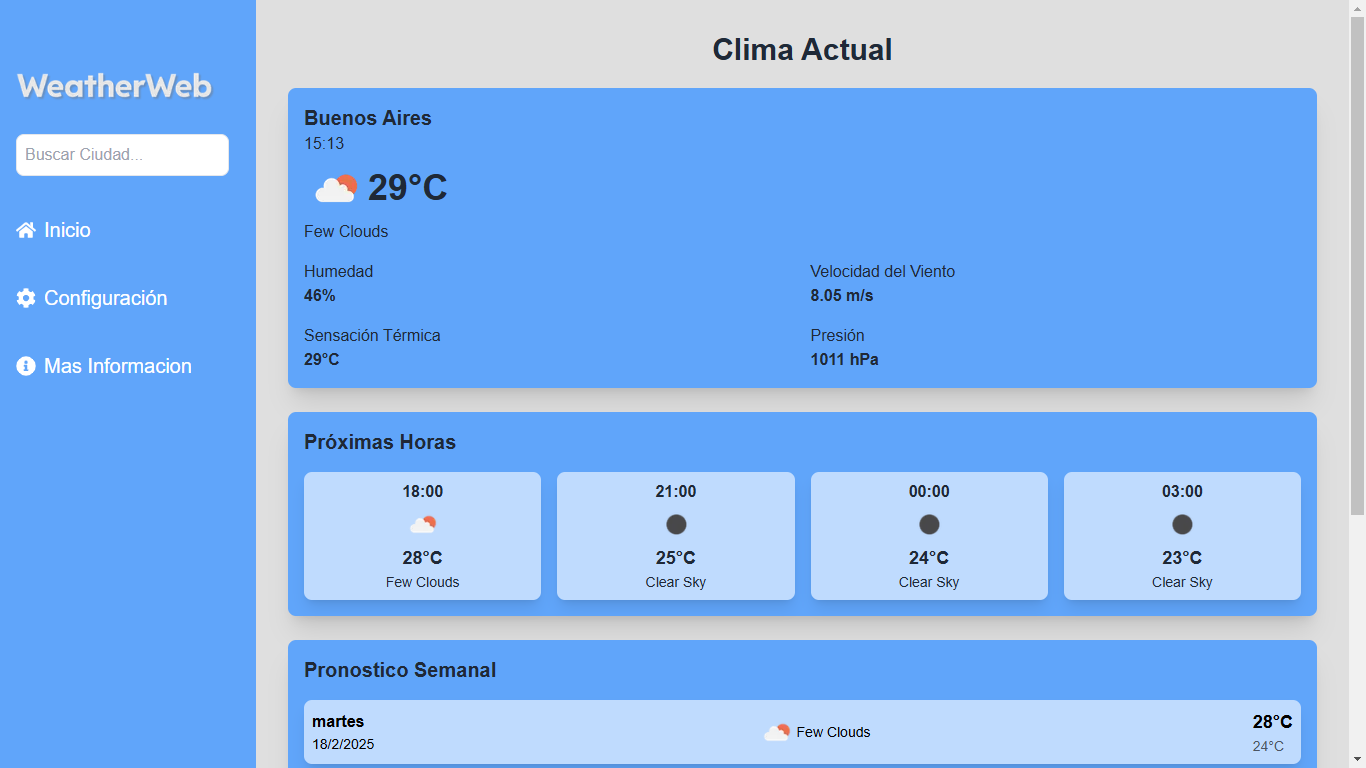 WeatherWeb
Buscar Ciudad...
Inicio
Configuración
Mas Informacion
Clima Actual
Buenos Aires
15:13
29°C
Few Clouds
Humedad
46%
Velocidad del Viento
8.05 m/s
Sensación Térmica
29°C
Presión
1011 hPa
Próximas Horas
18:00
28°C
Few Clouds
21:00
25°C
Clear Sky
00:00
24°C
Clear Sky
03:00
23°C
Clear Sky
Pronostico Semanal
martes
18/2/2025
Few Clouds
28°C
24°C